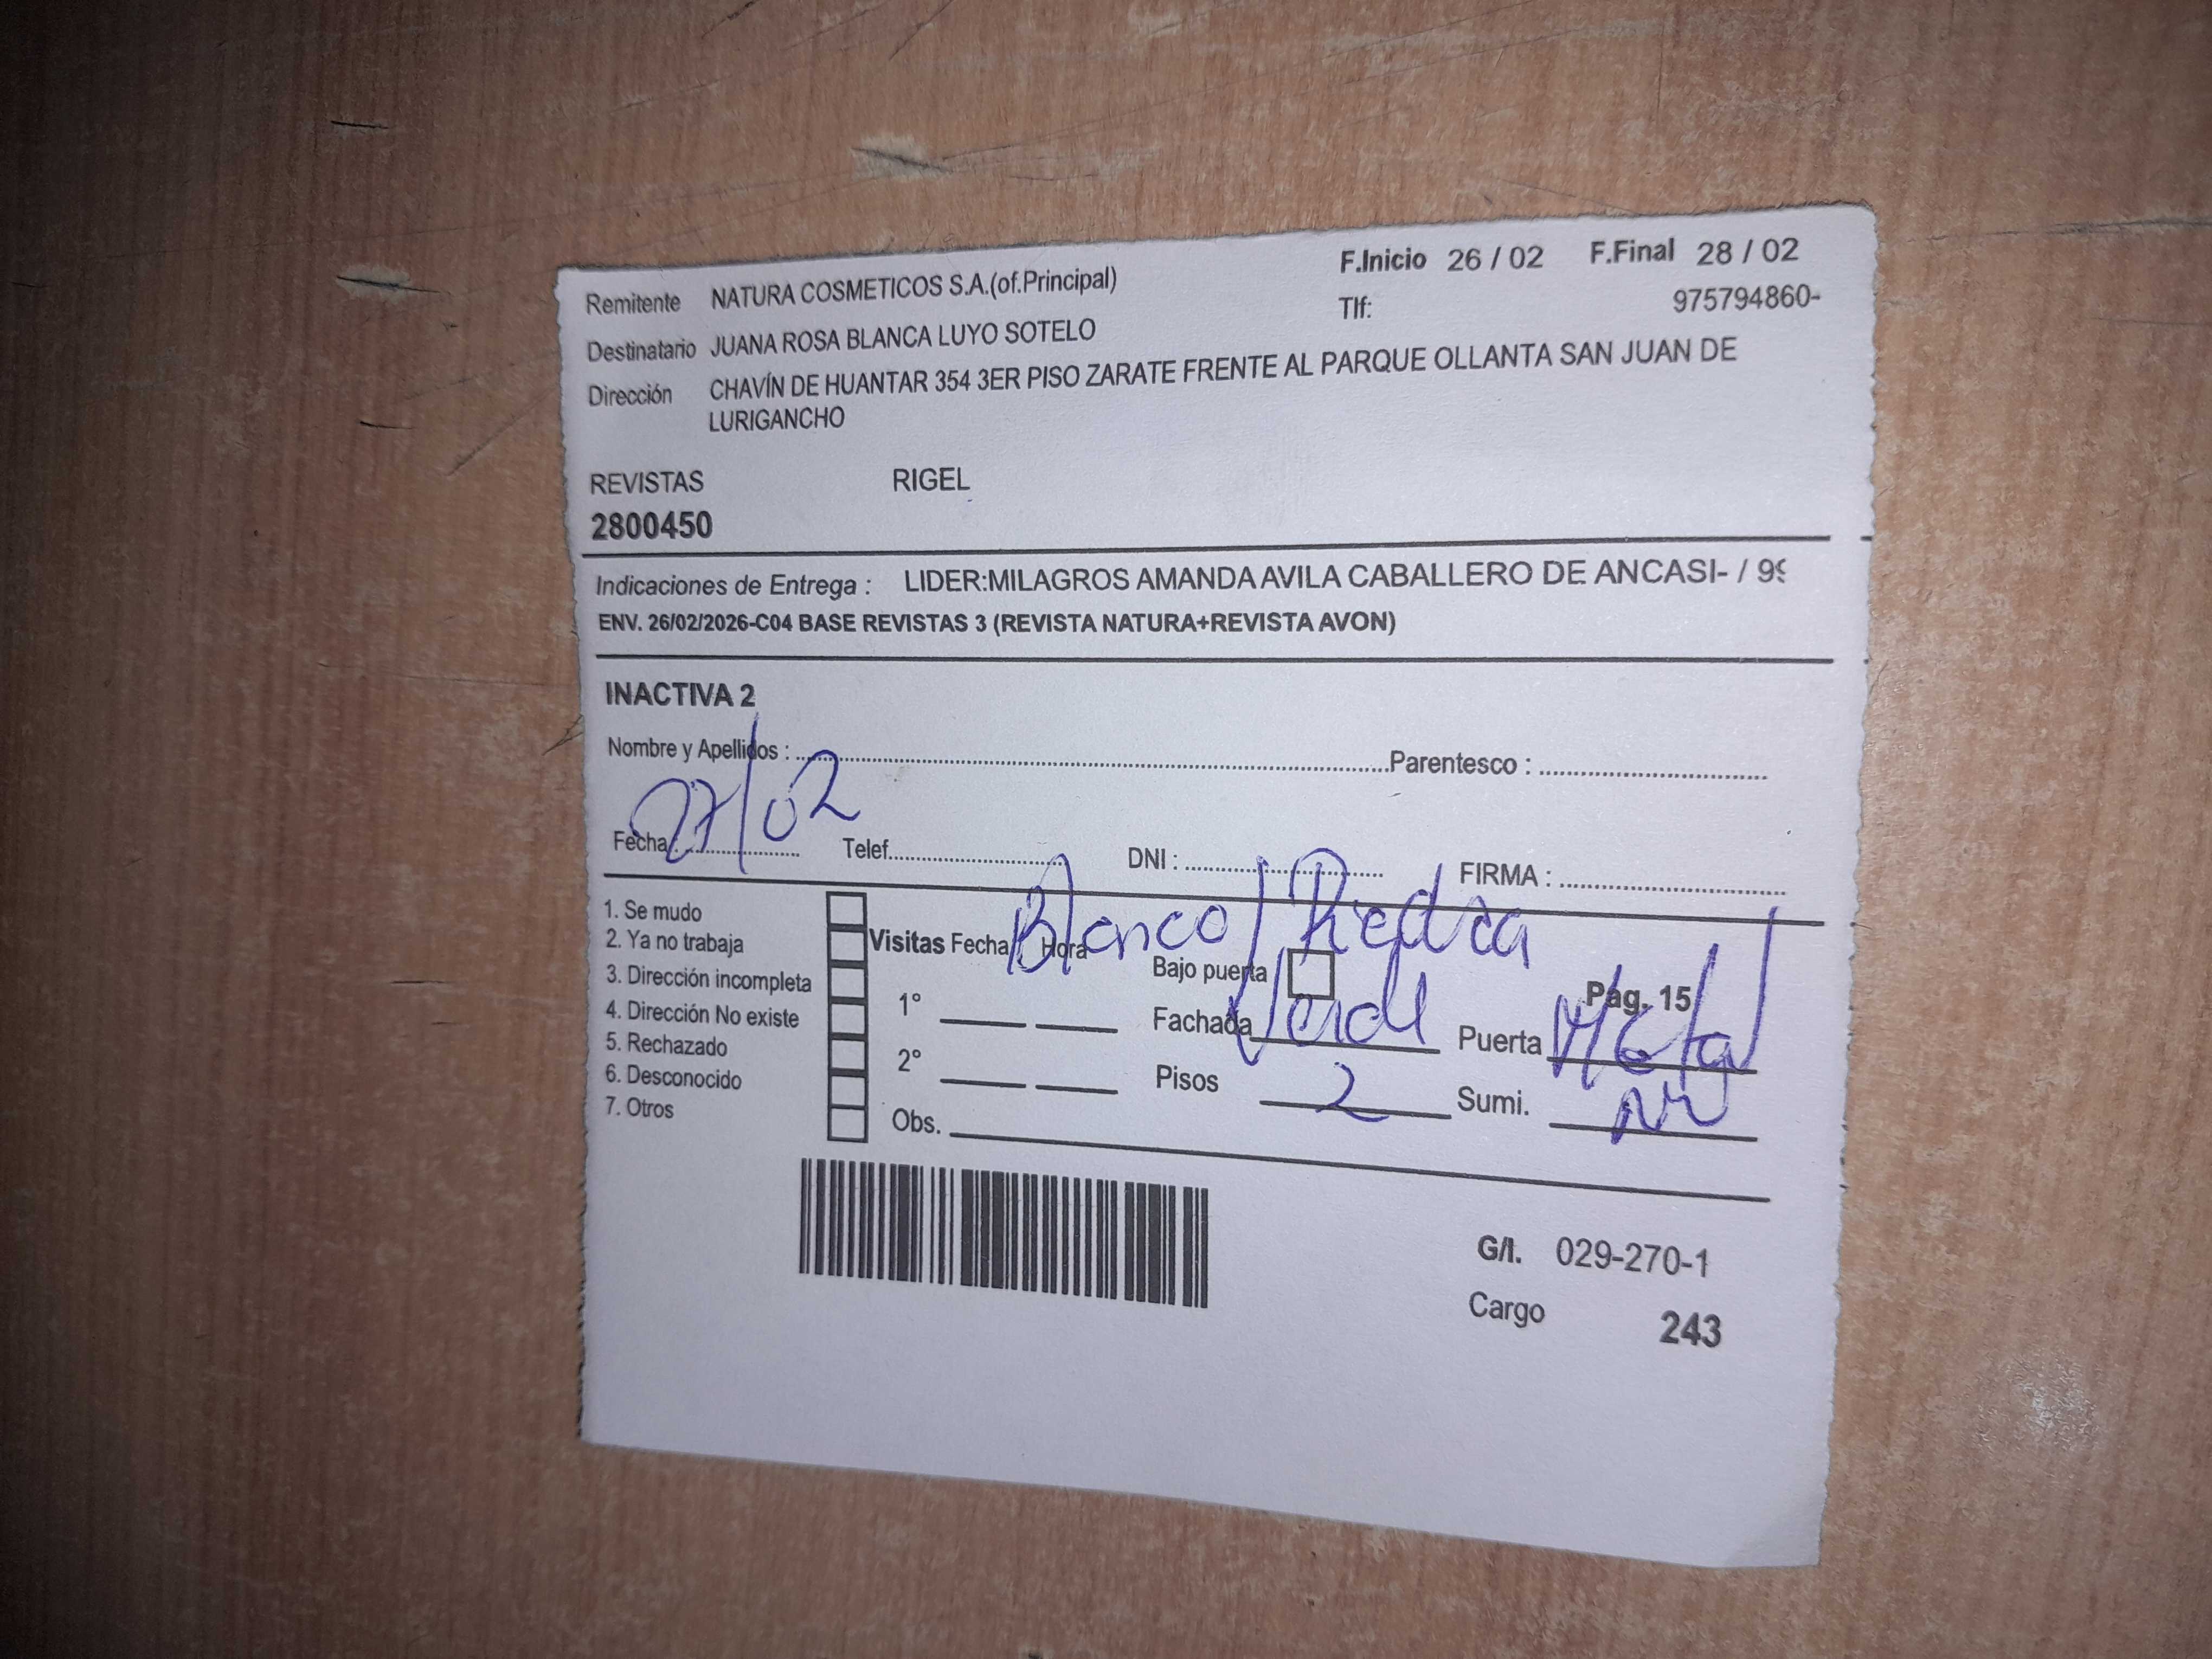 Remitente NATURA COSMETICOS S.A.(of.Principal) F.Inicio 26 / 02 F.Final 28 / 02
Tlf: 975794860-
Destinatario JUANA ROSA BLANCA LUYO SOTELO
Dirección CHAVÍN DE HUANTAR 354 3ER PISO ZARATE FRENTE AL PARQUE OLLANTA SAN JUAN DE
LURIGANCHO
REVISTAS RIGEL
2800450
Indicaciones de Entrega : LIDER:MILAGROS AMANDA AVILA CABALLERO DE ANCASI- / 99
ENV. 26/02/2026-C04 BASE REVISTAS 3 (REVISTA NATURA+REVISTA AVON)
INACTIVA 2
Nombre y Apellidos : Parentesco :
Fecha: 27/02 Telef. DNI : FIRMA :
Blanco/ Piedra
1. Se mudo
2. Ya no trabaja
3. Dirección incompleta
4. Dirección No existe
5. Rechazado
6. Desconocido
7. Otros
Visitas Fecha Hora
1°
2°
Obs.
Bajo puerta Pág. 15
Fachada Verde Puerta Metal
Pisos 2 Sumi.
G/I. 029-270-1
Cargo 243